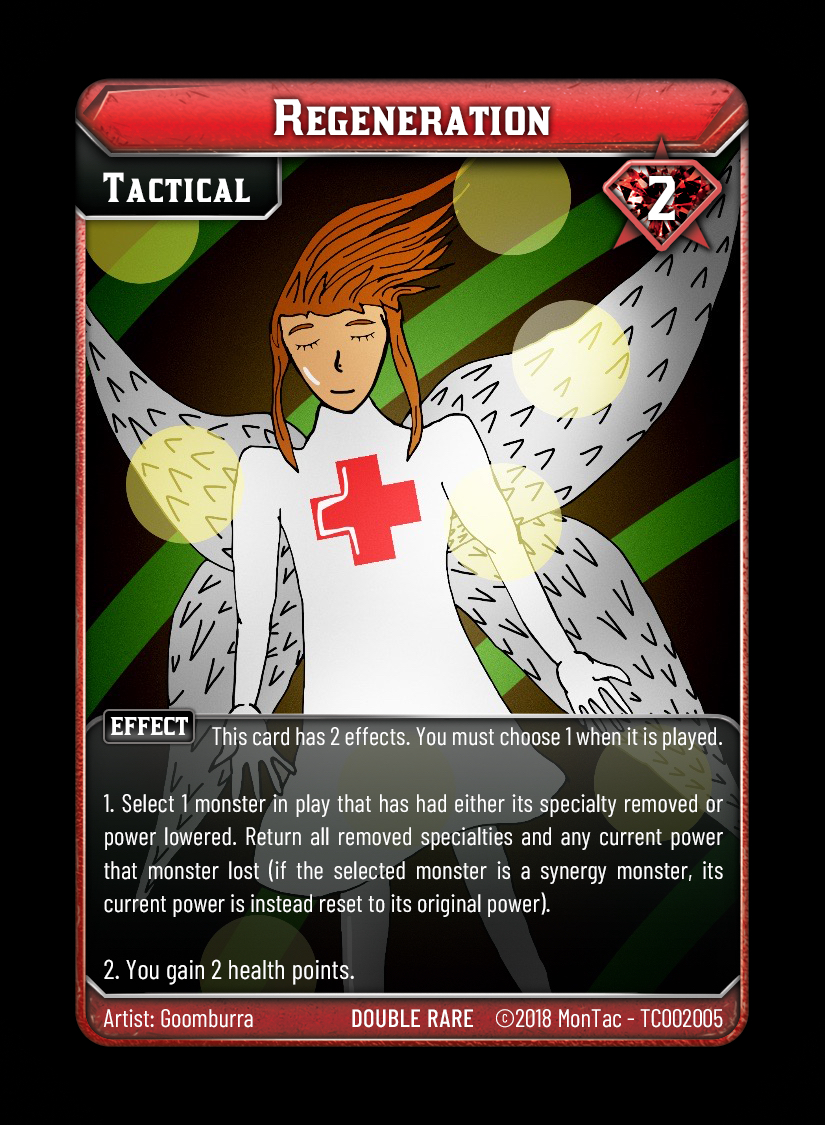 Regeneration
Tactical
2
EFFECT
This card has 2 effects. You must choose 1 when it is played.
1. Select 1 monster in play that has had either its specialty removed or
power lowered. Return all removed specialties and any current power
that monster lost (if the selected monster is a synergy monster, its
current power is instead reset to its original power).
2. You gain 2 health points.
Artist: Goomburra DOUBLE RARE ©2018 MonTac - TC002005